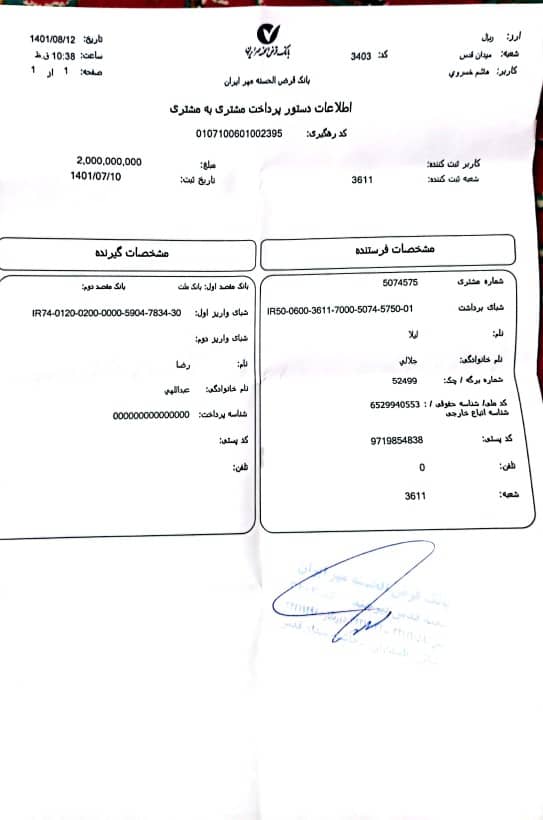 ارز: ریال
شعبه: میدان قدس
کد: 3403
کاربر: هاشم خسروي
بانک قرض الحسنه مهر ایران
تاریخ: 1401/08/12
ساعت: 10:38 ق.ظ
صفحه: 1 از 1
بانک قرض الحسنه مهر ایران
اطلاعات دستور پرداخت مشتری به مشتری
کد رهگیری: 0107100601002395
کاربر ثبت کننده:
مبلغ: 2,000,000,000
شعبه ثبت کننده: 3611
تاریخ ثبت: 1401/07/10
مشخصات فرستنده
شماره مشتری: 5074575
شبای برداشت: IR50-0600-3611-7000-5074-5750-01
نام: لیلا
نام خانوادگی: جلالي
شماره برگه / چک: 52499
کد ملی/ شناسه حقوقی / : 6529940553
شناسه اتباع خارجی
کد پستی: 9719854838
تلفن: 0
شعبه: 3611
مشخصات گیرنده
بانک مقصد اول: بانک ملت
بانک مقصد دوم:
شبای واریز اول: IR74-0120-0200-0000-5904-7834-30
شبای واریز دوم:
نام: رضا
نام خانوادگی: عبداللهي
شناسه پرداخت: 000000000000000
کد پستی:
تلفن:
بانک قرض الحسنه مهر ایران